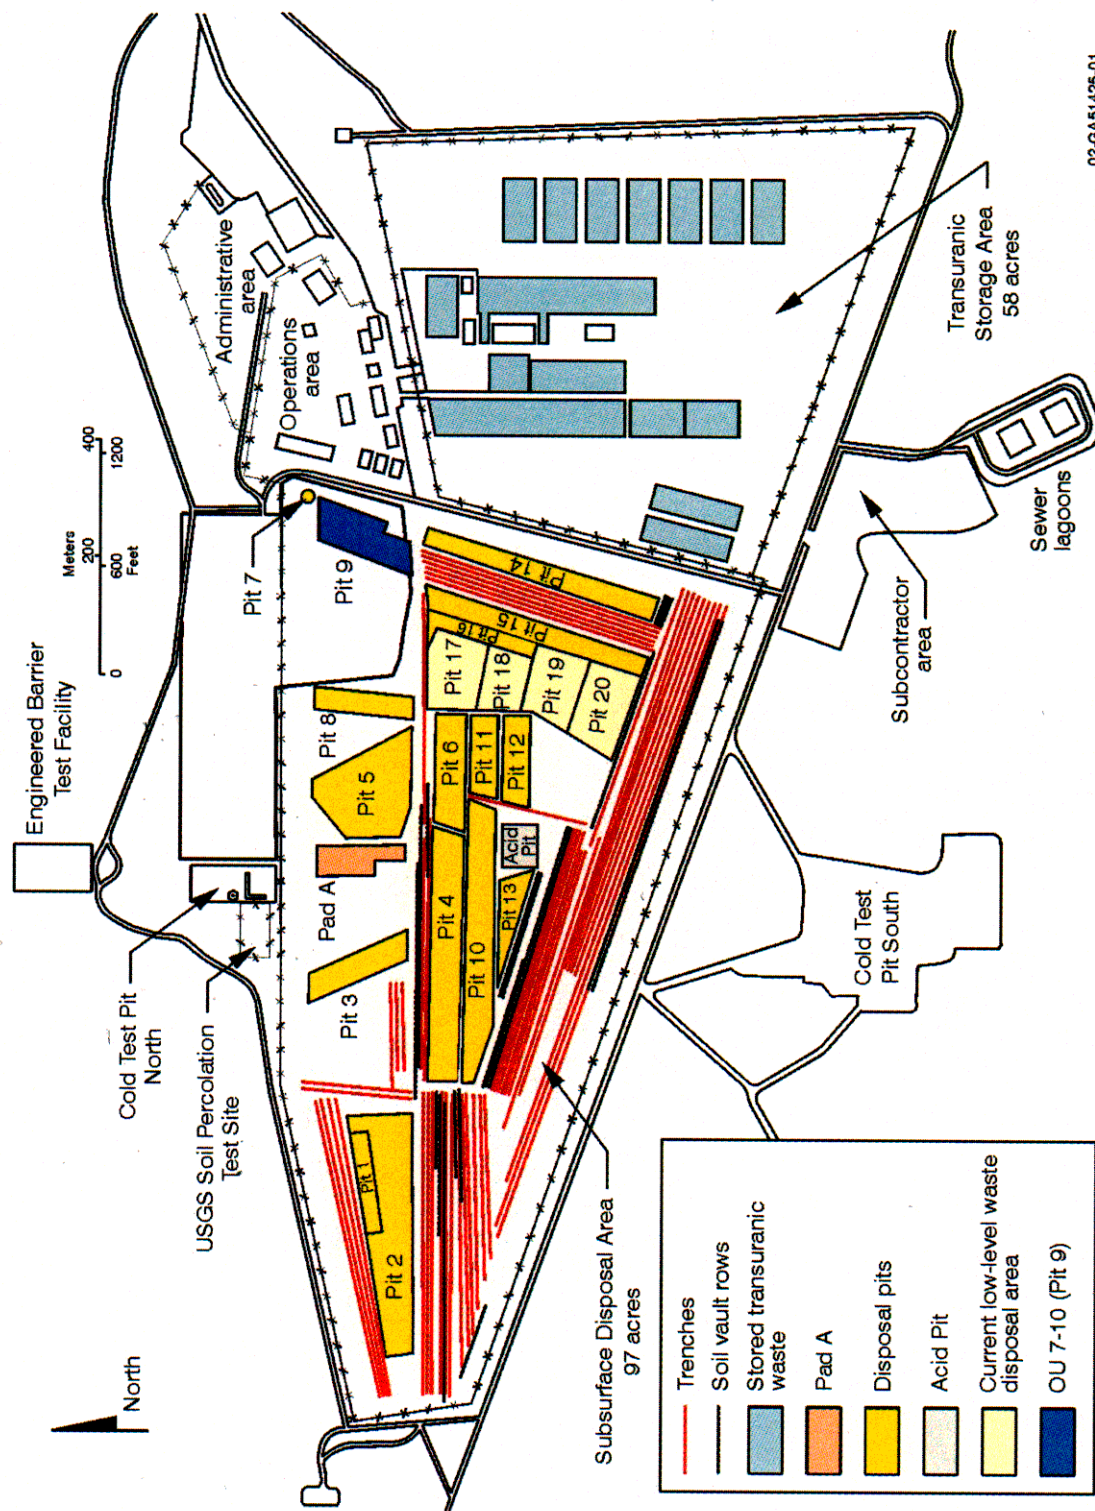 North
Engineered Barrier
Test Facility
Meters
0
200
400
0
600
1200
Feet
Cold Test Pit
North
USGS Soil Percolation
Test Site
Administrative
area
Operations
area
Pit 7
Pit 9
Pit 8
Pit 5
Pad A
Pit 3
Pit 1
Pit 2
Pit 4
Pit 6
Pit 10
Pit 11
Pit 12
Acid
Pit
Pit 13
Pit 14
Pit 15
Pit 16
Pit 17
Pit 18
Pit 19
Pit 20
Transuranic
Storage Area
58 acres
Subsurface Disposal Area
97 acres
Cold Test
Pit South
Subcontractor
area
Sewer
lagoons
Trenches
Soil vault rows
Stored transuranic
waste
Pad A
Disposal pits
Acid Pit
Current low-level waste
disposal area
OU 7-10 (Pit 9)
02-GA51426-01